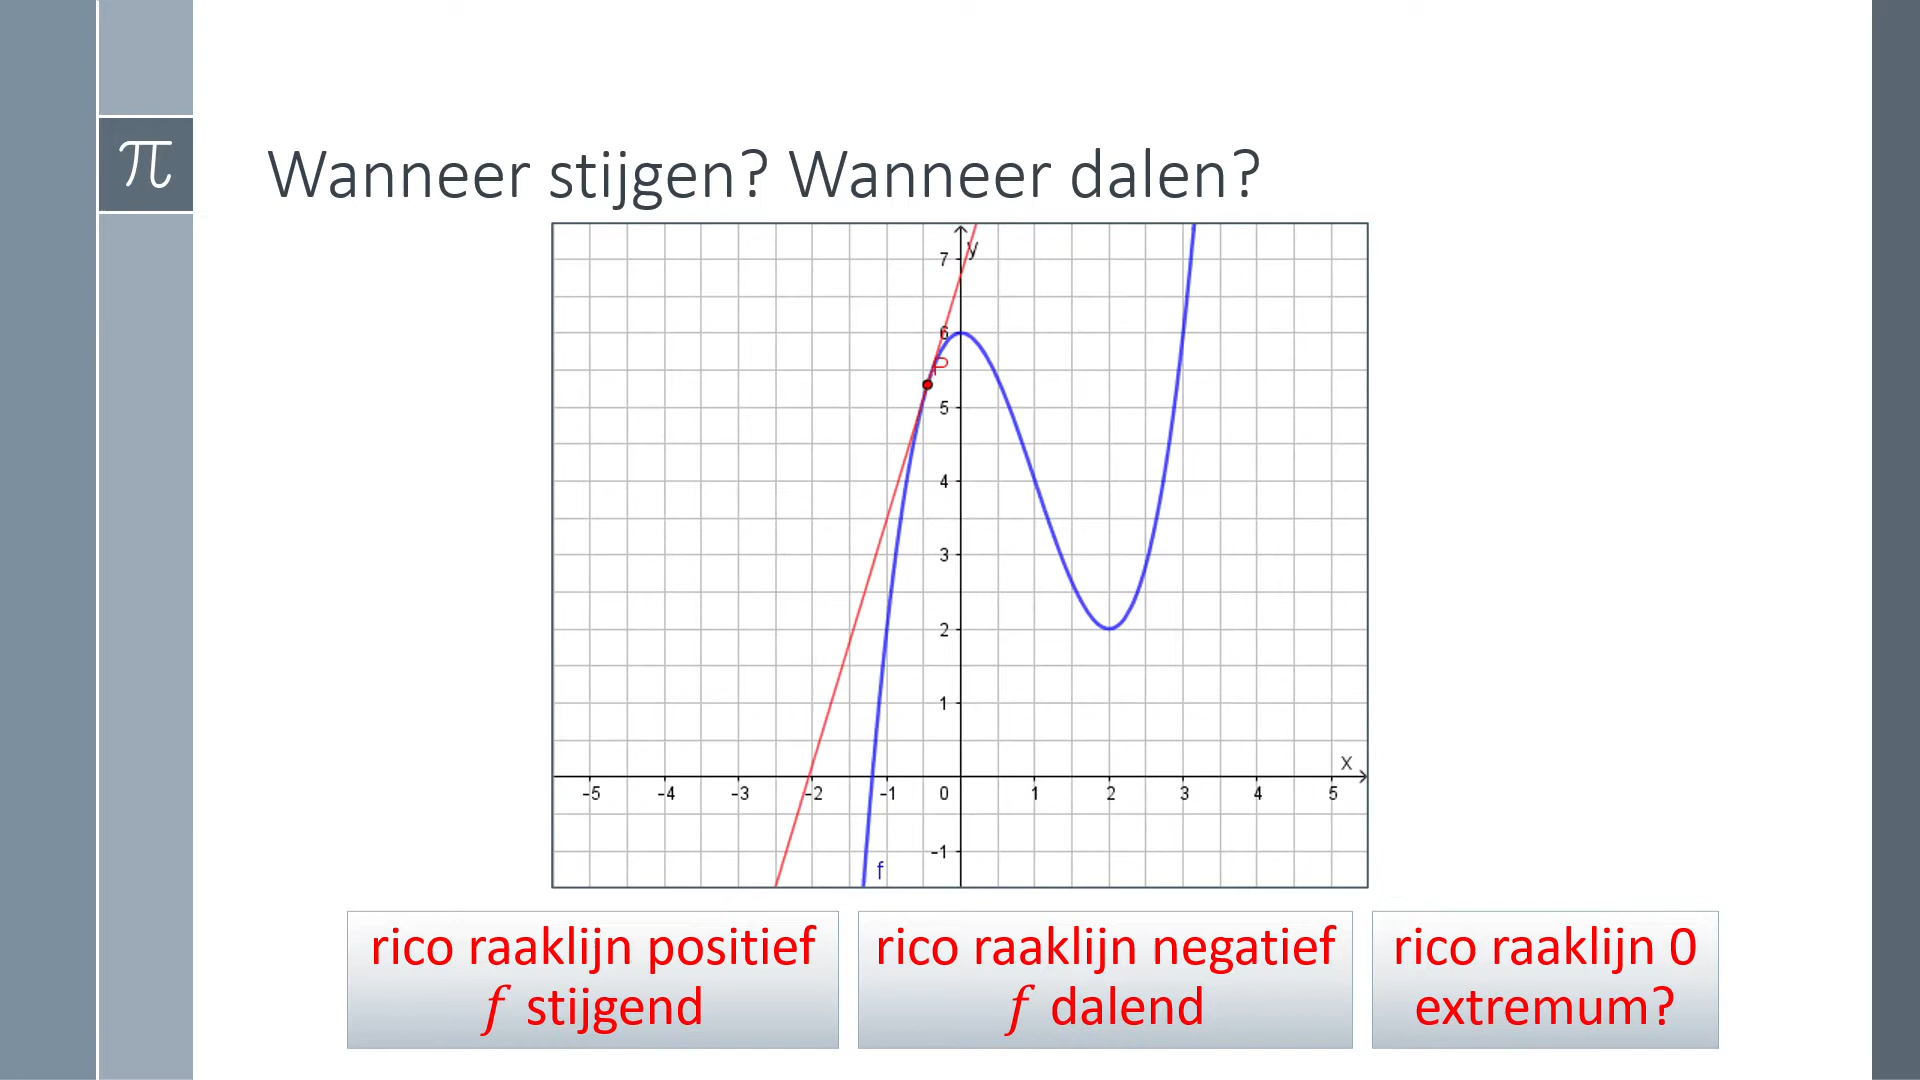 π
Wanneer stijgen? Wanneer dalen?
y
7
6
P
5
4
3
2
1
x
-5 -4 -3 -2 -1 0 1 2 3 4 5
-1
f
rico raaklijn positief
f stijgend
rico raaklijn negatief
f dalend
rico raaklijn 0
extremum?